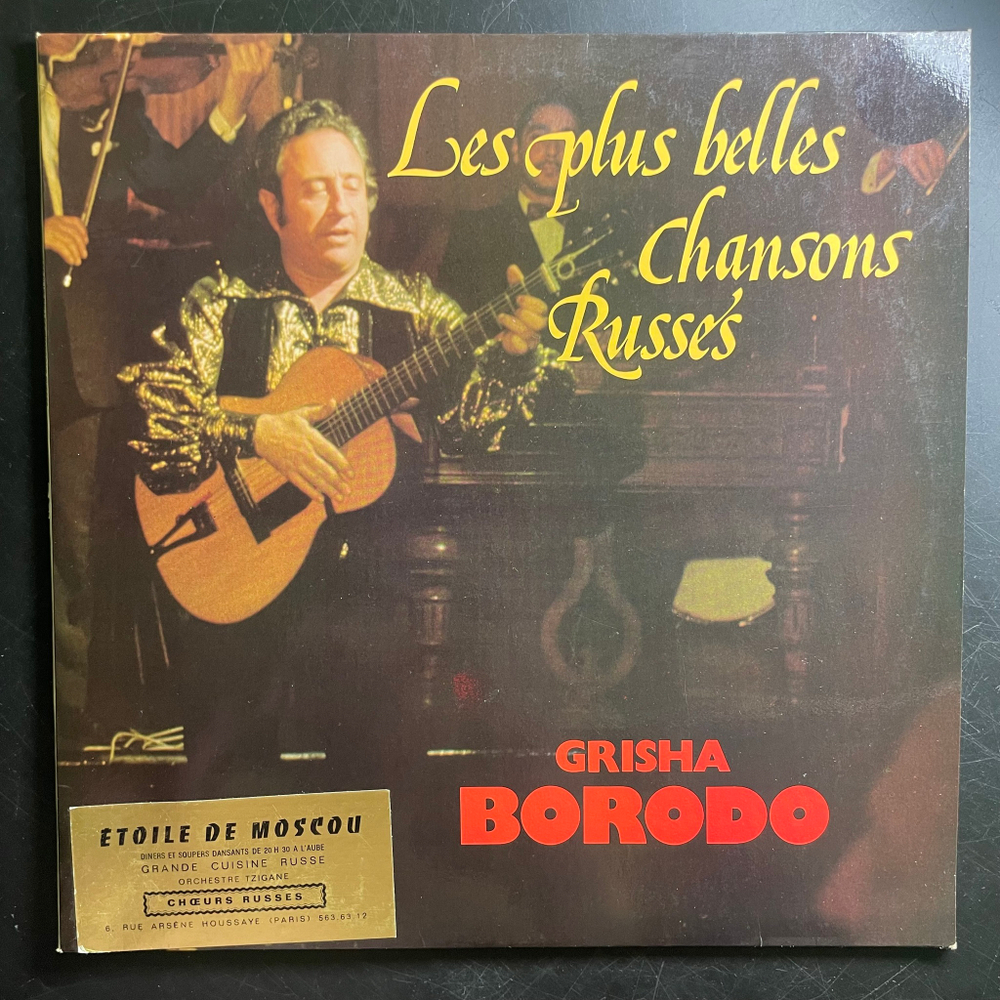 Les plus belles
Chansons
Russes
GRISHA
BORODO
ÉTOILE DE MOSCOU
DINERS ET SOUPERS DANSANTS DE 20 H 30 A L'AUBE
GRANDE CUISINE RUSSE
ORCHESTRE TZIGANE
CHŒURS RUSSES
6, RUE ARSÈNE HOUSSAYE (PARIS) 563.63.12